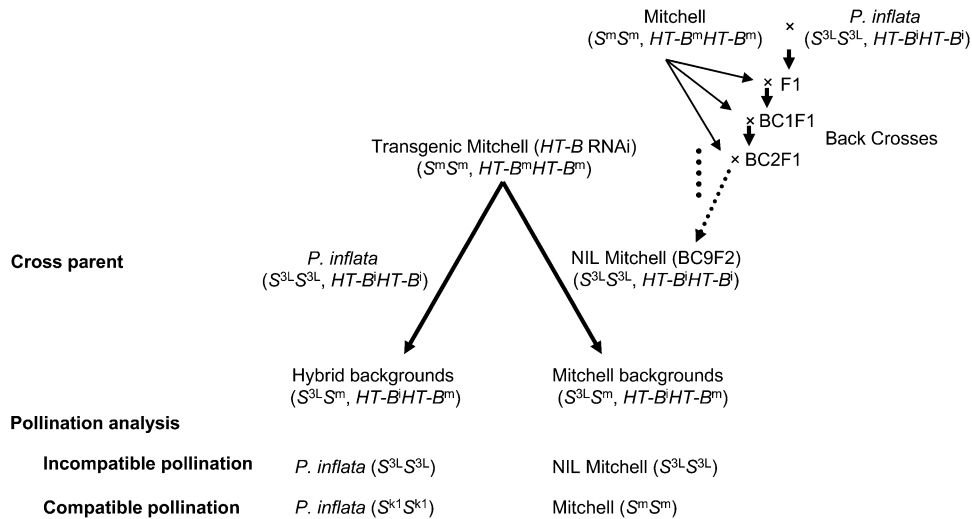 Mitchell × P. inflata
(SᵐSᵐ, HT-BᵐHT-Bᵐ) (S³ᴸS³ᴸ, HT-BⁱHT-Bⁱ)
× F1
× BC1F1
Back Crosses
× BC2F1
Transgenic Mitchell (HT-B RNAi)
(SᵐSᵐ, HT-BᵐHT-Bᵐ)
Cross parent
P. inflata
(S³ᴸS³ᴸ, HT-BⁱHT-Bⁱ)
NIL Mitchell (BC9F2)
(S³ᴸS³ᴸ, HT-BⁱHT-Bⁱ)
Hybrid backgrounds
(S³ᴸSᵐ, HT-BⁱHT-Bᵐ)
Mitchell backgrounds
(S³ᴸSᵐ, HT-BⁱHT-Bᵐ)
Pollination analysis
Incompatible pollination P. inflata (S³ᴸS³ᴸ) NIL Mitchell (S³ᴸS³ᴸ)
Compatible pollination P. inflata (Sᵏ¹Sᵏ¹) Mitchell (SᵐSᵐ)